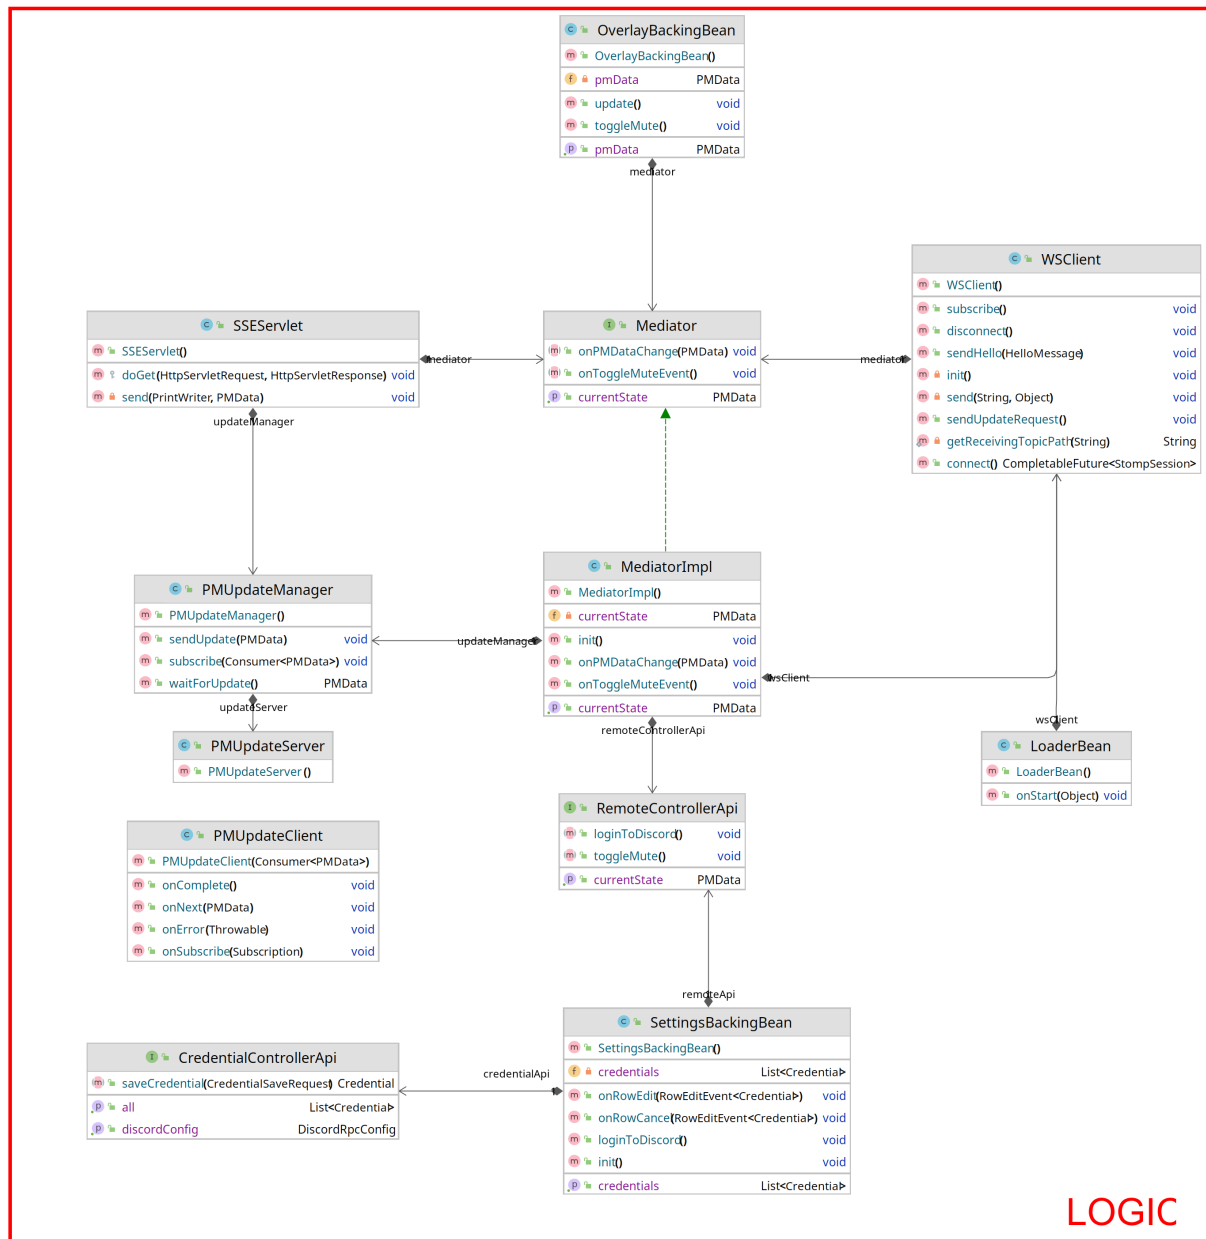 OverlayBackingBean
OverlayBackingBean()
pmData PMData
update() void
toggleMute() void
pmData PMData
mediator
WSClient
WSClient()
subscribe() void
disconnect() void
sendHello(HelloMessage) void
init() void
send(String, Object) void
sendUpdateRequest() void
getReceivingTopicPath(String) String
connect() CompletableFuture<StompSession>
mediator
SSEServlet
SSEServlet()
doGet(HttpServletRequest, HttpServletResponse) void
send(PrintWriter, PMData) void
mediator
updateManager
Mediator
onPMDataChange(PMData) void
onToggleMuteEvent() void
currentState PMData
PMUpdateManager
PMUpdateManager()
sendUpdate(PMData) void
subscribe(Consumer<PMData>) void
waitForUpdate() PMData
updateServer
MediatorImpl
MediatorImpl()
currentState PMData
init() void
onPMDataChange(PMData) void
onToggleMuteEvent() void
currentState PMData
updateManager
wsClient
remoteControllerApi
PMUpdateServer
PMUpdateServer()
wsClient
LoaderBean
LoaderBean()
onStart(Object) void
RemoteControllerApi
loginToDiscord() void
toggleMute() void
currentState PMData
PMUpdateClient
PMUpdateClient(Consumer<PMData>)
onComplete() void
onNext(PMData) void
onError(Throwable) void
onSubscribe(Subscription) void
remoteApi
SettingsBackingBean
SettingsBackingBean()
credentials List<Credential>
onRowEdit(RowEditEvent<Credential>) void
onRowCancel(RowEditEvent<Credential>) void
loginToDiscord() void
init() void
credentials List<Credential>
credentialApi
CredentialControllerApi
saveCredential(CredentialSaveRequest) Credential
all List<Credential>
discordConfig DiscordRpcConfig
LOGIC